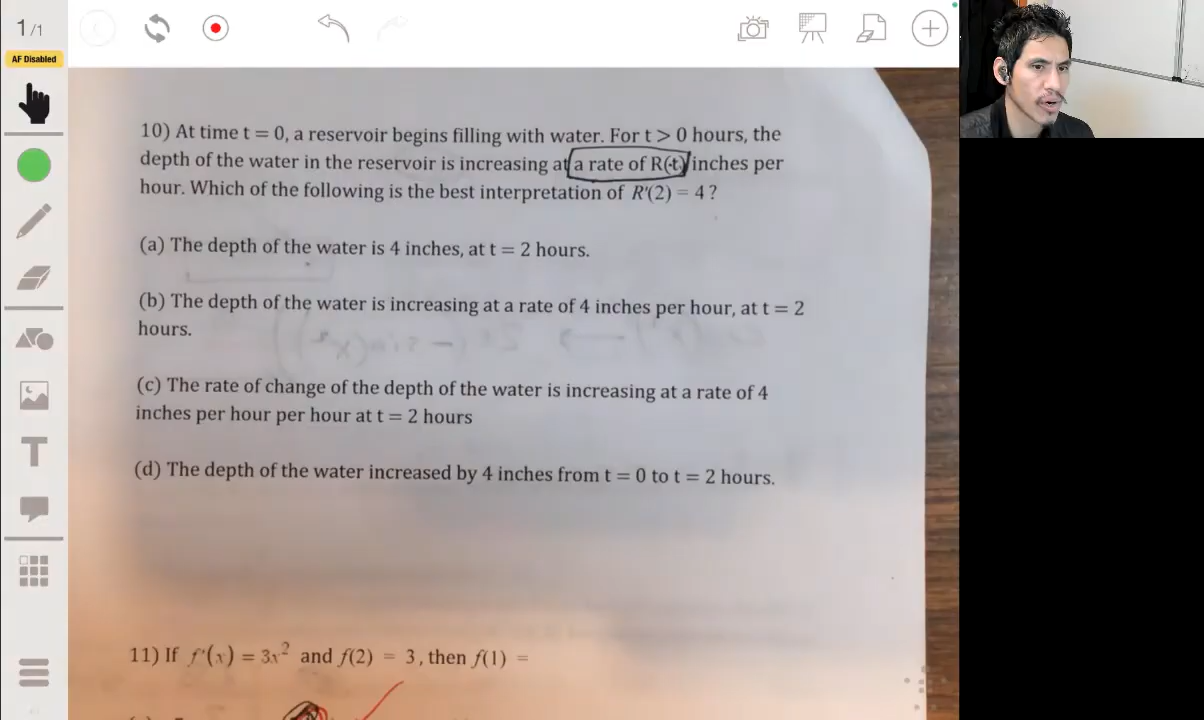 1/1
AF Disabled
T
10) At time t = 0, a reservoir begins filling with water. For t > 0 hours, the
depth of the water in the reservoir is increasing at a rate of R(t) inches per
hour. Which of the following is the best interpretation of R'(2) = 4 ?
(a) The depth of the water is 4 inches, at t = 2 hours.
(b) The depth of the water is increasing at a rate of 4 inches per hour, at t = 2
hours.
(c) The rate of change of the depth of the water is increasing at a rate of 4
inches per hour per hour at t = 2 hours
(d) The depth of the water increased by 4 inches from t = 0 to t = 2 hours.
11) If f'(x) = 3x² and f(2) = 3, then f(1) =